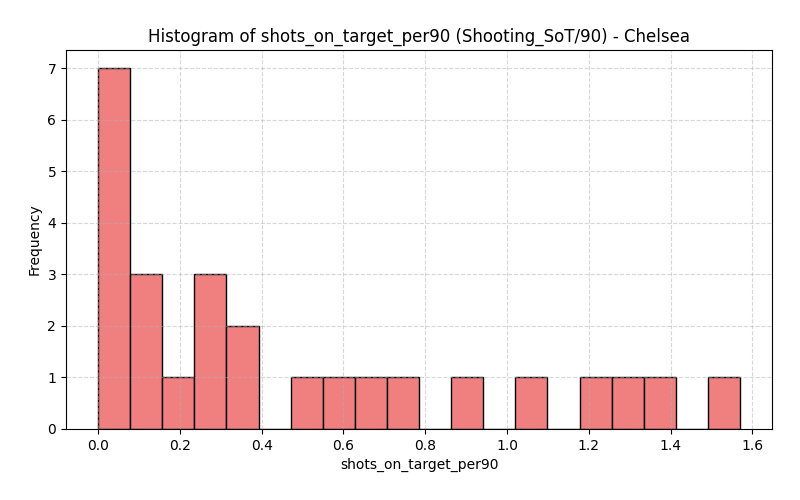 Histogram of shots_on_target_per90 (Shooting_SoT/90) - Chelsea
7
6
5
4
3
2
1
0
Frequency
0.0 0.2 0.4 0.6 0.8 1.0 1.2 1.4 1.6
shots_on_target_per90